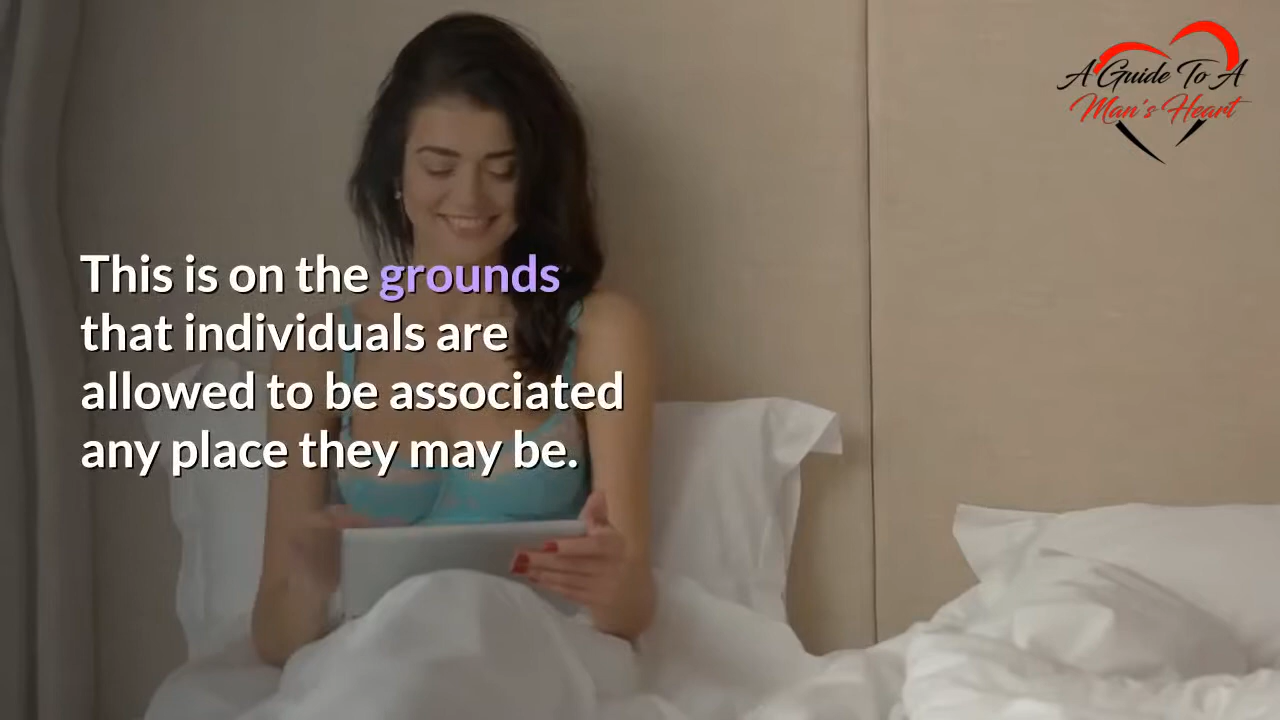 A Guide To A
Man's Heart
This is on the grounds
that individuals are
allowed to be associated
any place they may be.